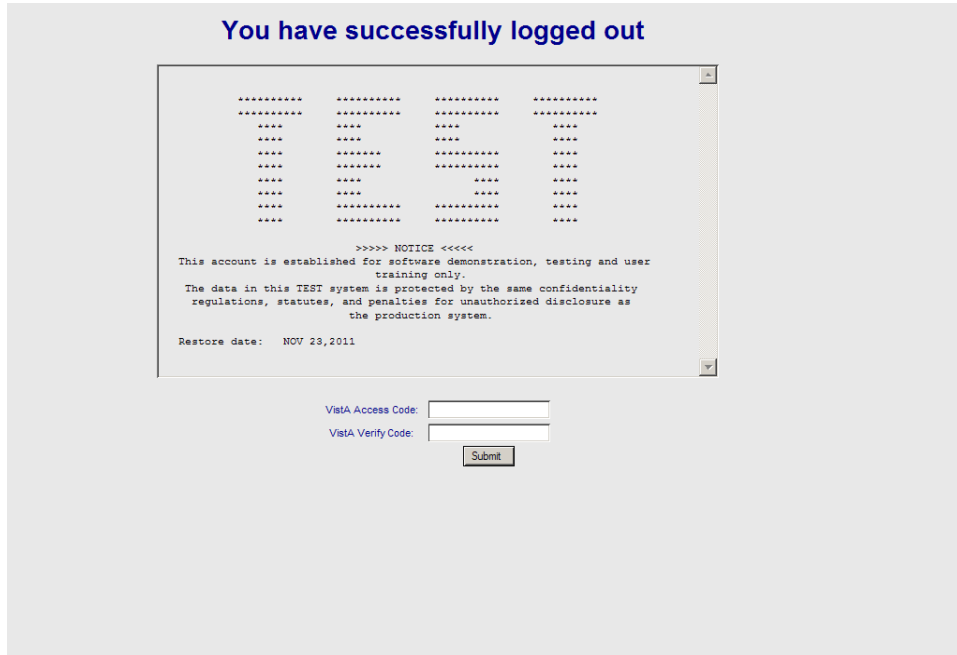 You have successfully logged out
**********     **********     **********     **********
**********     **********     **********     **********
****        ****           ****              ****
****        ****           ****              ****
****        *******        **********        ****
****        *******        **********        ****
****        ****                 ****        ****
****        ****                 ****        ****
****        **********     **********        ****
****        **********     **********        ****
>>>>> NOTICE <<<<<
This account is established for software demonstration, testing and user
training only.
The data in this TEST system is protected by the same confidentiality
regulations, statutes, and penalties for unauthorized disclosure as
the production system.
Restore date:   NOV 23,2011
VistA Access Code:
VistA Verify Code:
Submit